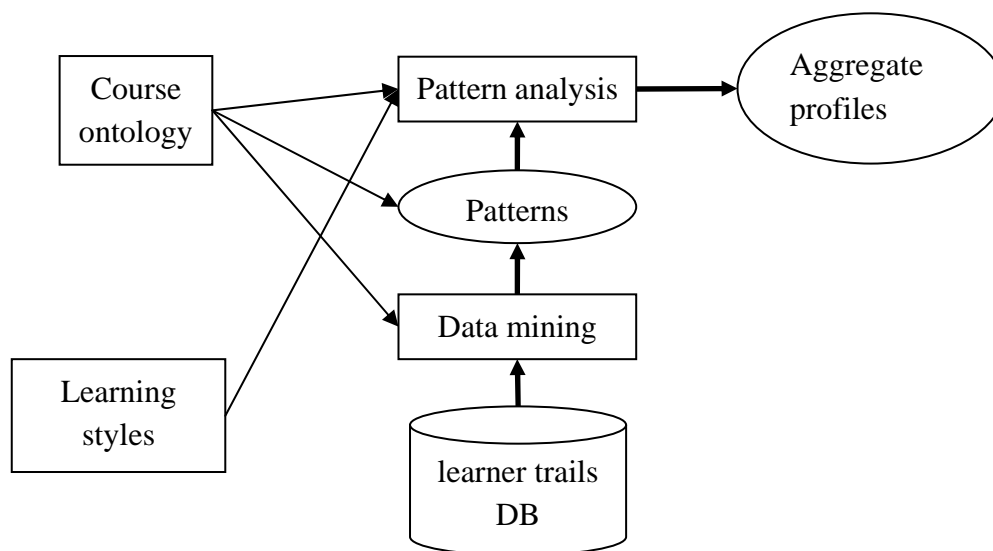 Course
ontology
Pattern analysis
Aggregate
profiles
Patterns
Data mining
Learning
styles
learner trails
DB